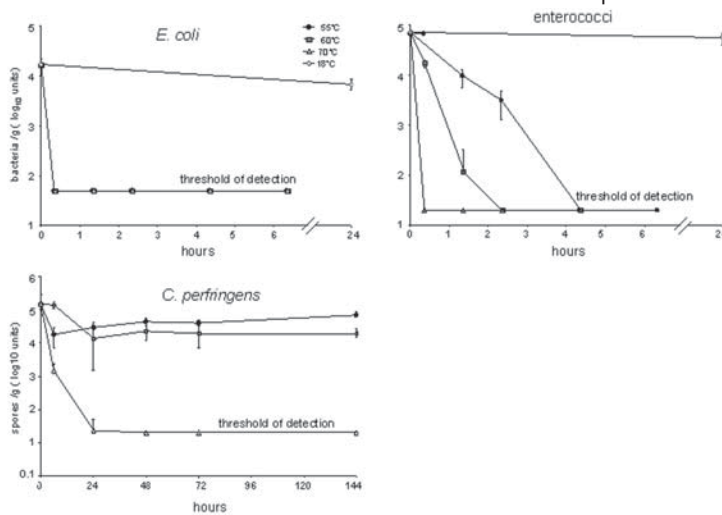 E. coli
55°C
60°C
70°C
18°C
bacteria /g ( log10 units)
5
4
3
2
1
threshold of detection
0 1 2 3 4 5 6 24
hours
enterococci
5
4
3
2
1
threshold of detection
0 1 2 3 4 5 6
hours
C. perfringens
spores /g ( log10 units)
6
5
4
3
2
1
0.1
threshold of detection
0 24 48 72 96 120 144
hours